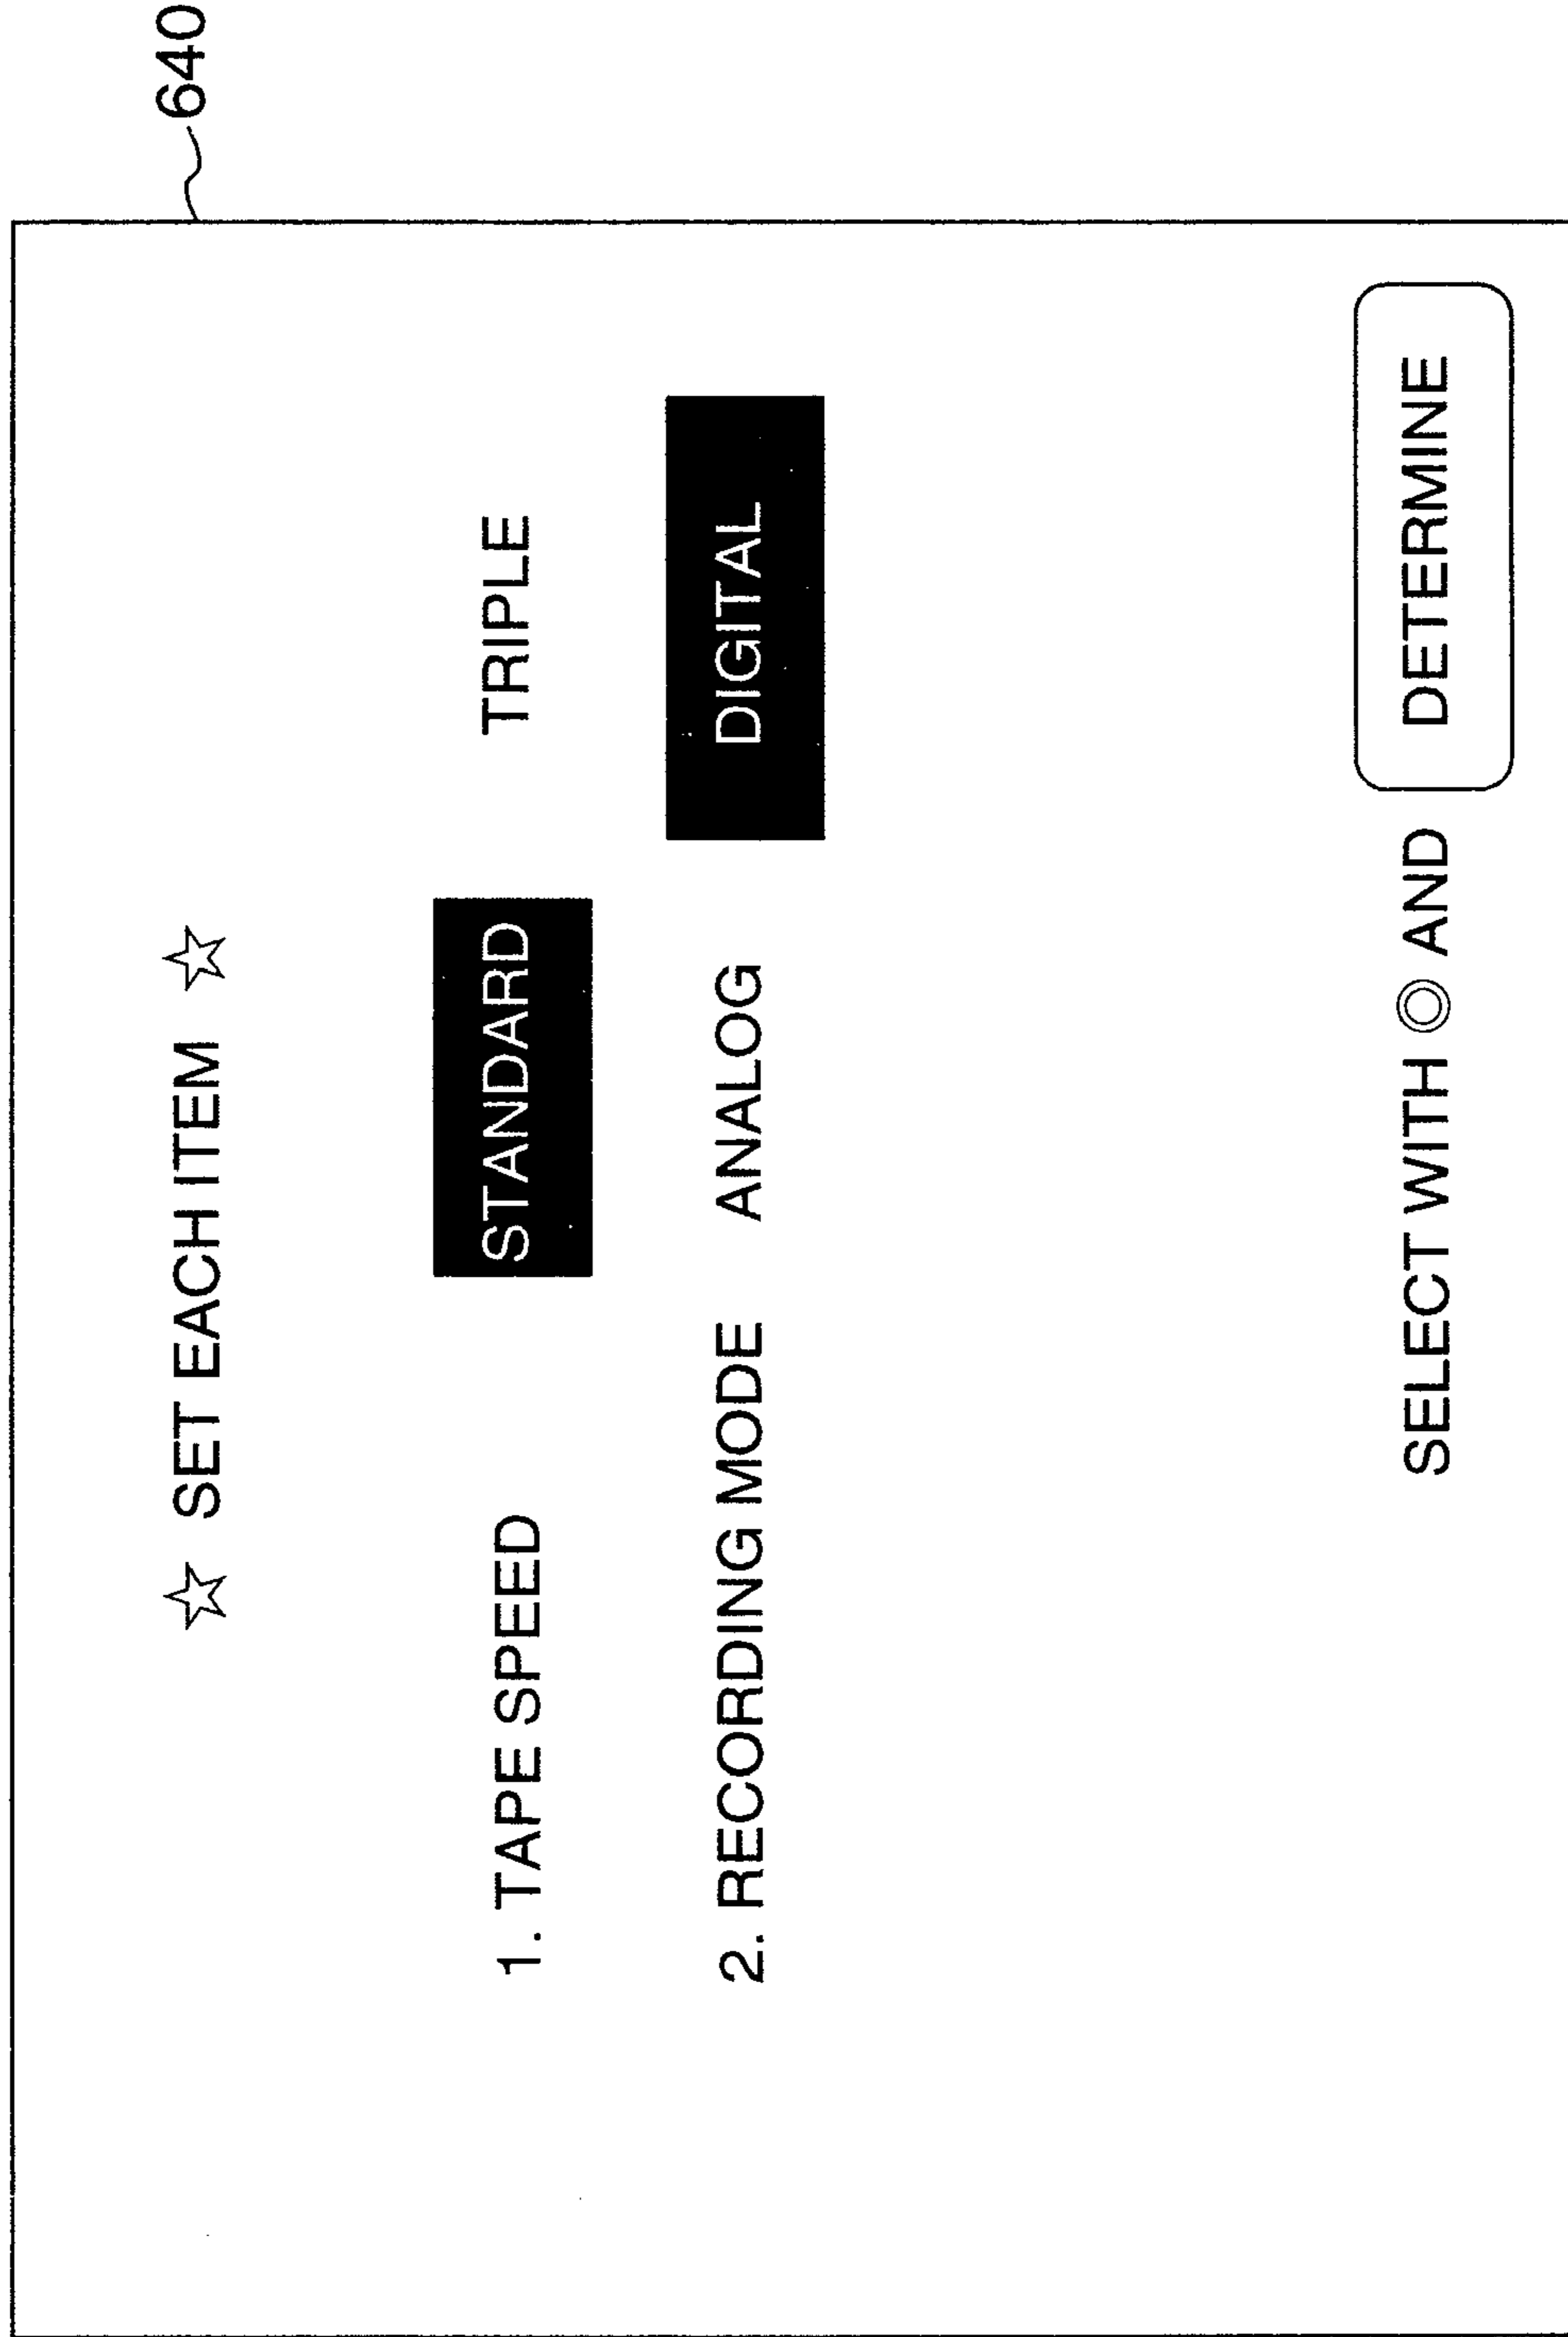 640
☆ SET EACH ITEM ☆
1. TAPE SPEED STANDARD TRIPLE
2. RECORDING MODE ANALOG DIGITAL
SELECT WITH ◎ AND DETERMINE